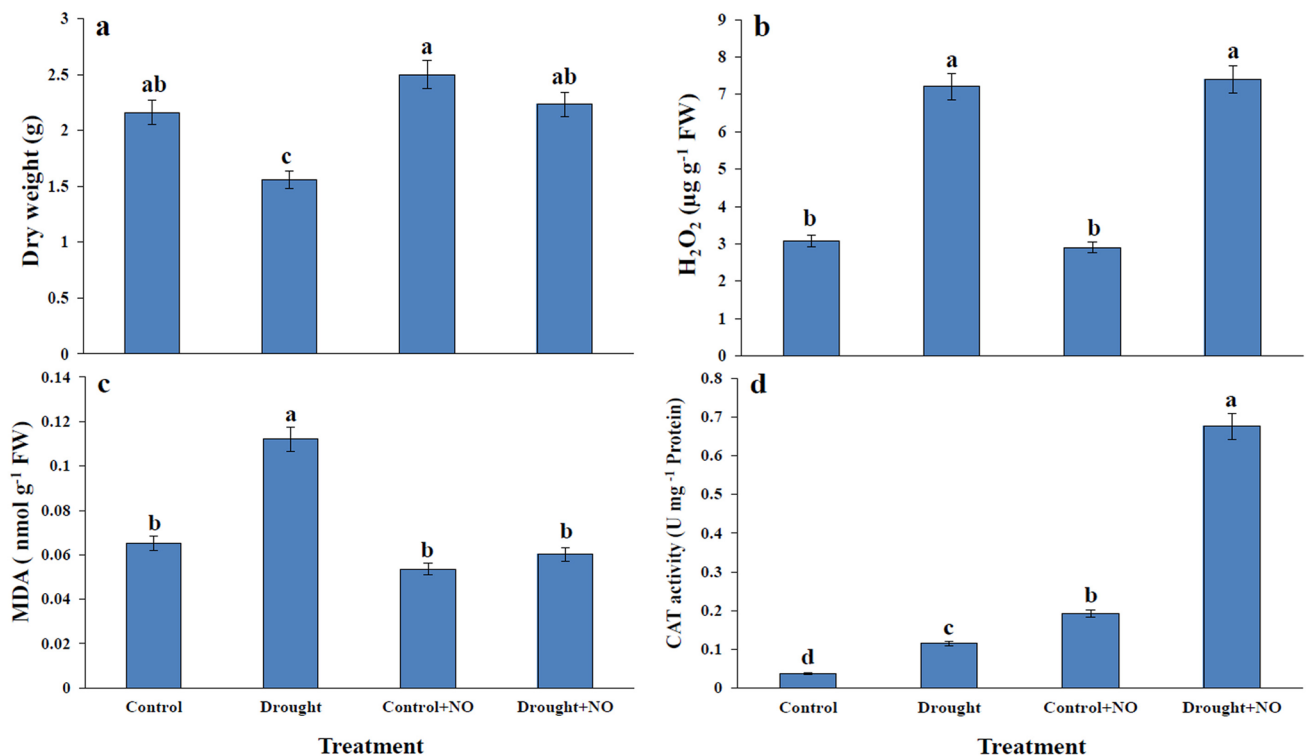 a
Dry weight (g)
3
2.5
2
1.5
1
0.5
0
ab
c
a
ab
b
H₂O₂ (µg g⁻¹ FW)
9
8
7
6
5
4
3
2
1
0
b
a
b
a
c
MDA ( nmol g⁻¹ FW)
0.14
0.12
0.1
0.08
0.06
0.04
0.02
0
b
a
b
b
Control Drought Control+NO Drought+NO
Treatment
d
CAT activity (U mg⁻¹ Protein)
0.8
0.7
0.6
0.5
0.4
0.3
0.2
0.1
0
d
c
b
a
Control Drought Control+NO Drought+NO
Treatment